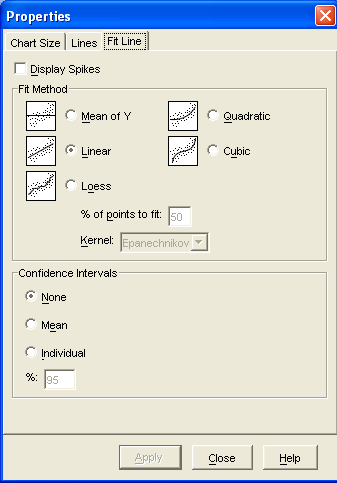 Properties
Chart Size Lines Fit Line
Display Spikes
Fit Method
Mean of Y Quadratic
Linear Cubic
Loess
% of points to fit: 50
Kernel: Epanechnikov
Confidence Intervals
None
Mean
Individual
%: 95
Apply Close Help